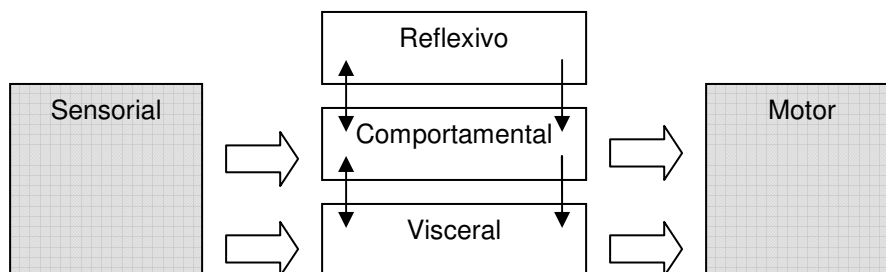 Reflexivo
Sensorial
Comportamental
Motor
Visceral